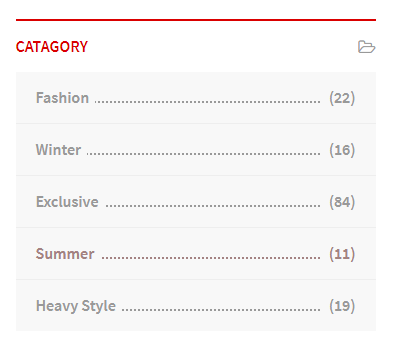 CATAGORY
Fashion (22)
Winter (16)
Exclusive (84)
Summer (11)
Heavy Style (19)